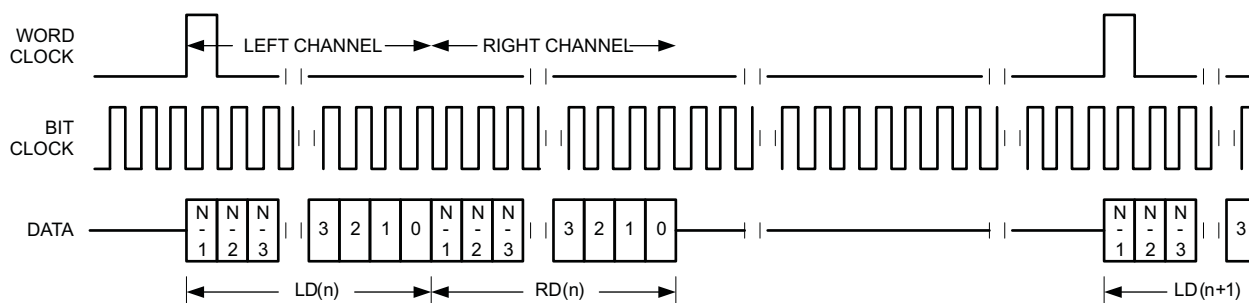 WORD CLOCK
LEFT CHANNEL
RIGHT CHANNEL
BIT CLOCK
DATA
N-1 N-2 N-3 3 2 1 0 N-1 N-2 N-3 3 2 1 0 N-1 N-2 N-3 3
LD(n) RD(n) LD(n+1)